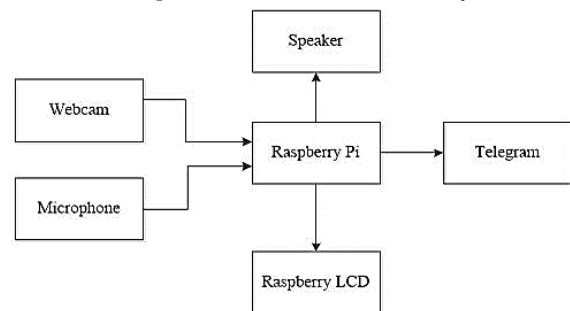 Speaker
Webcam
Raspberry Pi
Telegram
Microphone
Raspberry LCD